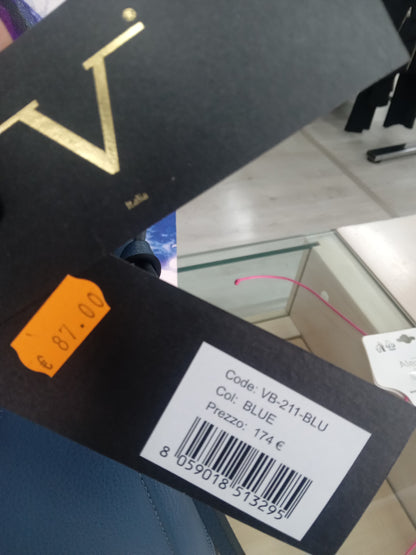 V
Italia
€ 87.00
Code: VB-211-BLU
Col: BLUE
Prezzo: 174 €
8 059018 513295